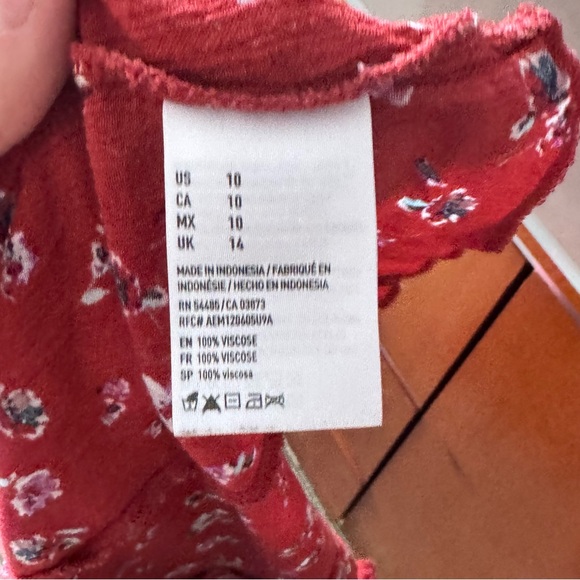 US 10
CA 10
MX 10
UK 14
MADE IN INDONESIA / FABRIQUÉ EN
INDONÉSIE / HECHO EN INDONESIA
RN 54485 / CA 03873
RFC# AEM120605U9A
EN 100% VISCOSE
FR 100% VISCOSE
SP 100% viscosa